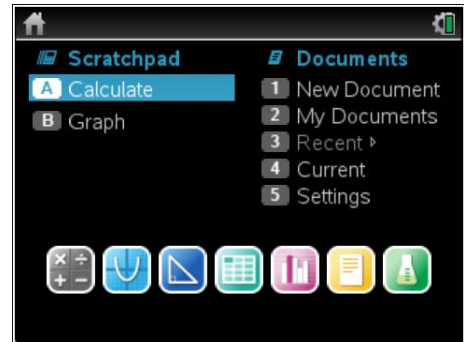 Scratchpad
A Calculate
B Graph
Documents
1 New Document
2 My Documents
3 Recent ▸
4 Current
5 Settings